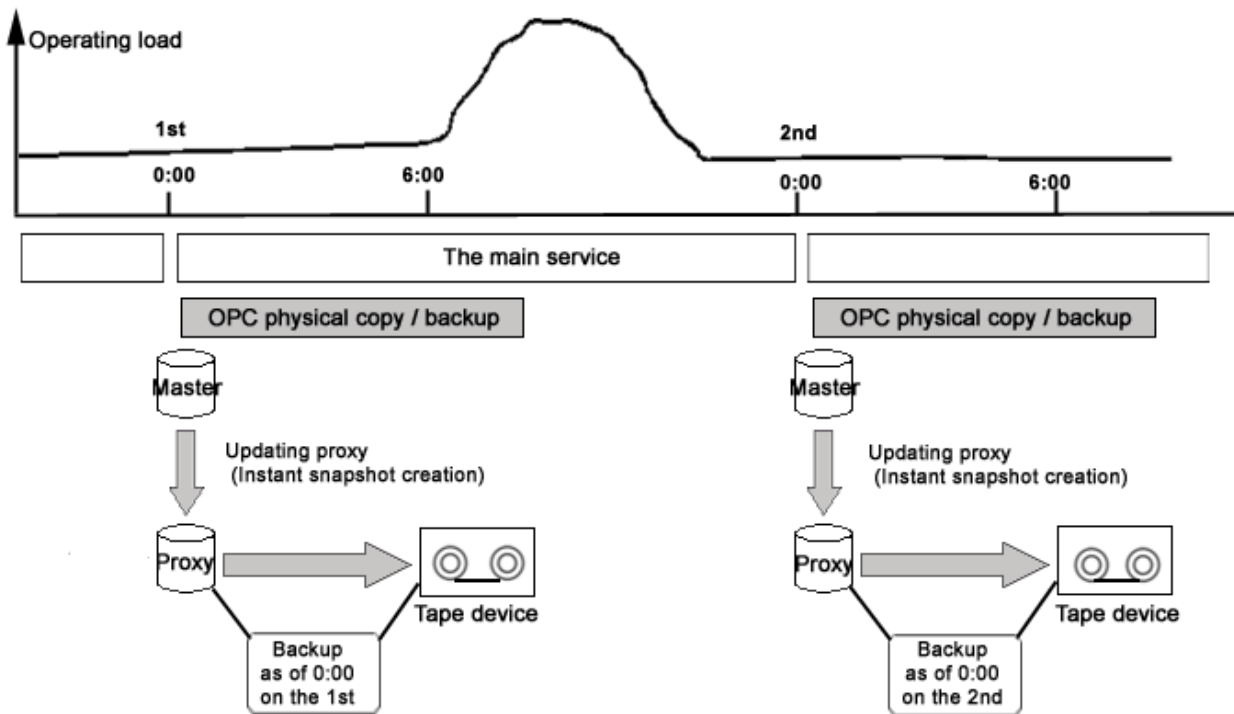 Operating load
1st
2nd
0:00
6:00
0:00
6:00
The main service
OPC physical copy / backup
OPC physical copy / backup
Master
Master
Updating proxy
(Instant snapshot creation)
Updating proxy
(Instant snapshot creation)
Proxy
Proxy
Tape device
Tape device
Backup
as of 0:00
on the 1st
Backup
as of 0:00
on the 2nd